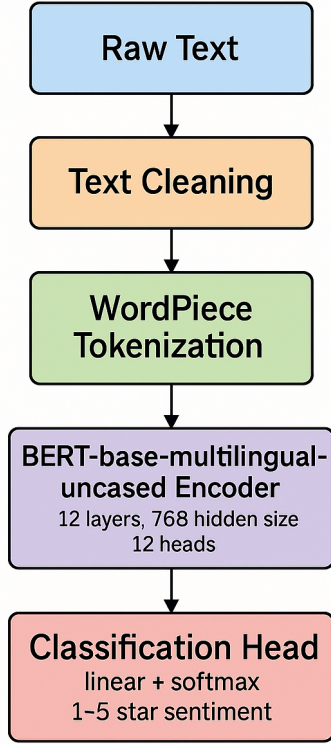 Raw Text
Text Cleaning
WordPiece
Tokenization
BERT-base-multilingual-
uncased Encoder
12 layers, 768 hidden size
12 heads
Classification Head
linear + softmax
1–5 star sentiment